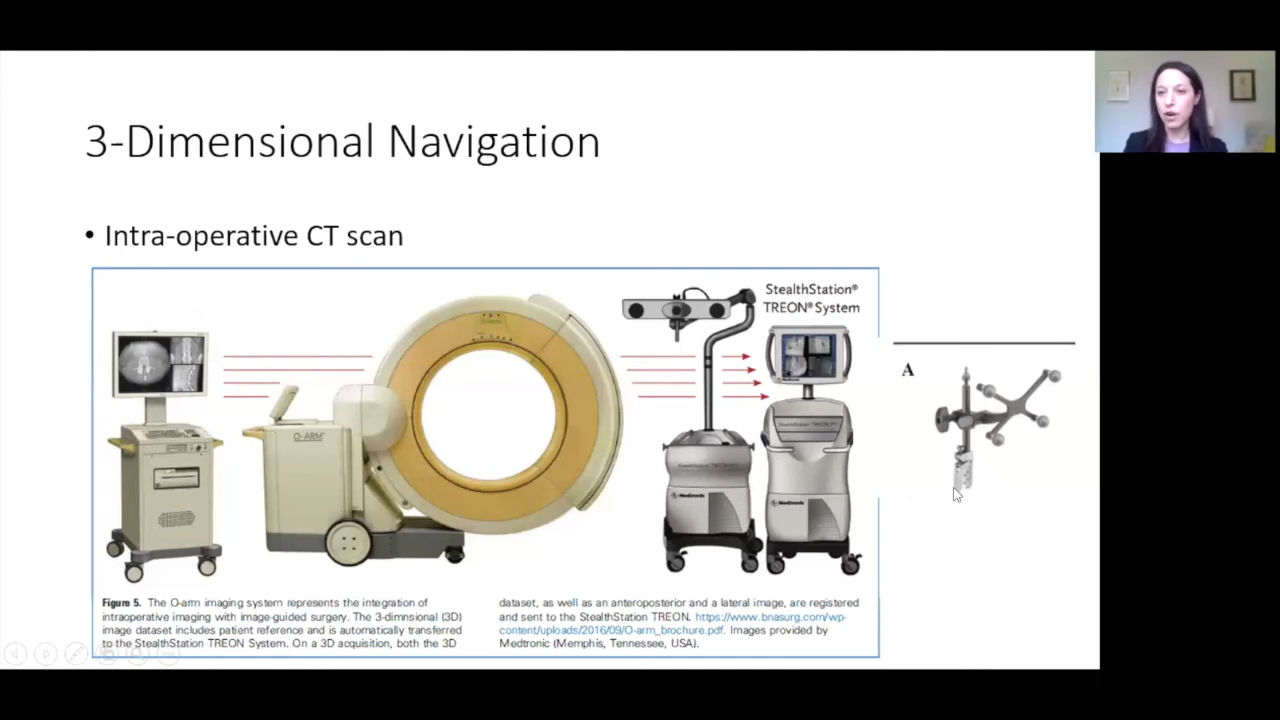 3-Dimensional Navigation
• Intra-operative CT scan
StealthStation®
TREON® System
A
O-ARM®
Medtronic
Medtronic
Figure 5. The O-arm imaging system represents the integration of
intraoperative imaging with image-guided surgery. The 3-dimnsional (3D)
image dataset includes patient reference and is automatically transferred
to the StealthStation TREON System. On a 3D acquisition, both the 3D
dataset, as well as an anteroposterior and a lateral image, are registered
and sent to the StealthStation TREON. https://www.bnasurg.com/wp-
content/uploads/2016/09/O-arm_brochure.pdf. Images provided by
Medtronic (Memphis, Tennessee, USA).